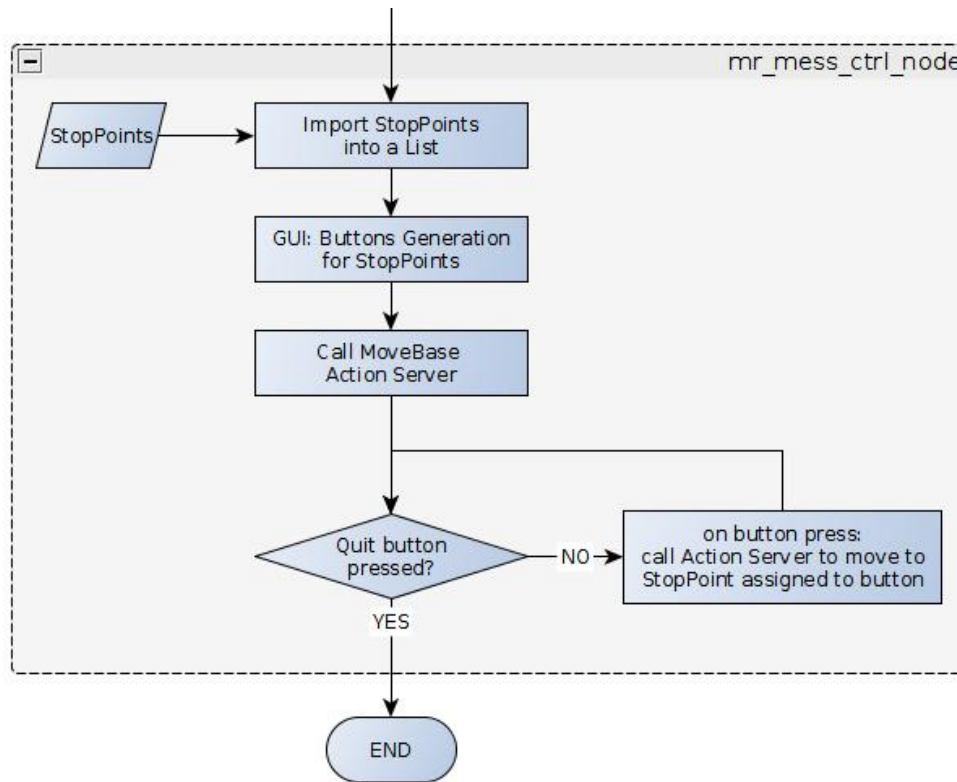 mr_mess_ctrl_node
StopPoints
Import StopPoints
into a List
GUI: Buttons Generation
for StopPoints
Call MoveBase
Action Server
Quit button
pressed?
NO
on button press:
call Action Server to move to
StopPoint assigned to button
YES
END